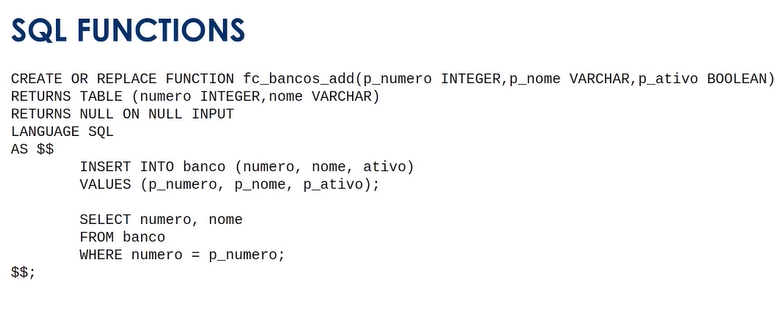 SQL FUNCTIONS
CREATE OR REPLACE FUNCTION fc_bancos_add(p_numero INTEGER,p_nome VARCHAR,p_ativo BOOLEAN)
RETURNS TABLE (numero INTEGER,nome VARCHAR)
RETURNS NULL ON NULL INPUT
LANGUAGE SQL
AS $$
        INSERT INTO banco (numero, nome, ativo)
        VALUES (p_numero, p_nome, p_ativo);

        SELECT numero, nome
        FROM banco
        WHERE numero = p_numero;
$$;